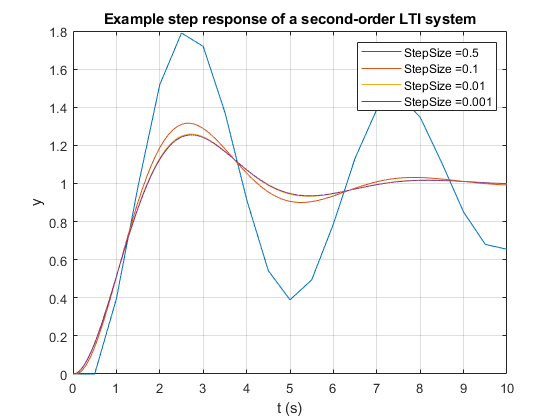 Example step response of a second-order LTI system
StepSize =0.5
StepSize =0.1
StepSize =0.01
StepSize =0.001
1.8
1.6
1.4
1.2
1
0.8
0.6
0.4
0.2
0
y
0 1 2 3 4 5 6 7 8 9 10
t (s)